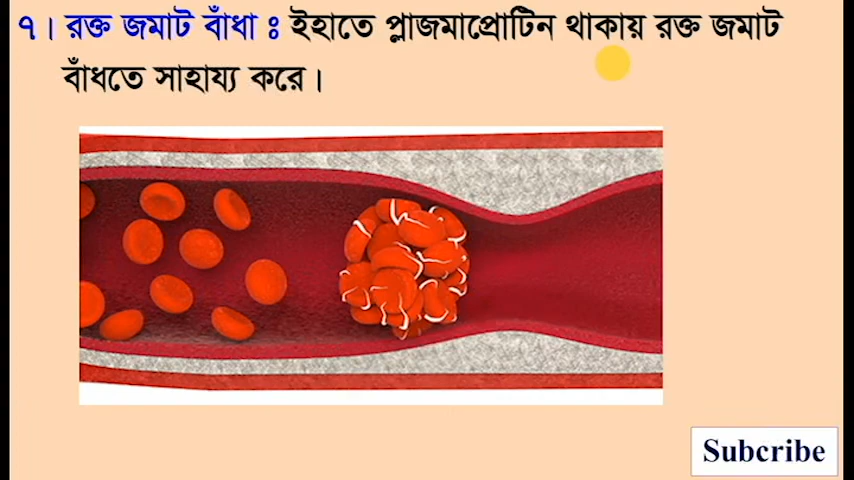 ৭। রক্ত জমাট বাঁধা ঃ ইহাতে প্লাজমাপ্রোটিন থাকায় রক্ত জমাট
বাঁধতে সাহায্য করে।
Subcribe